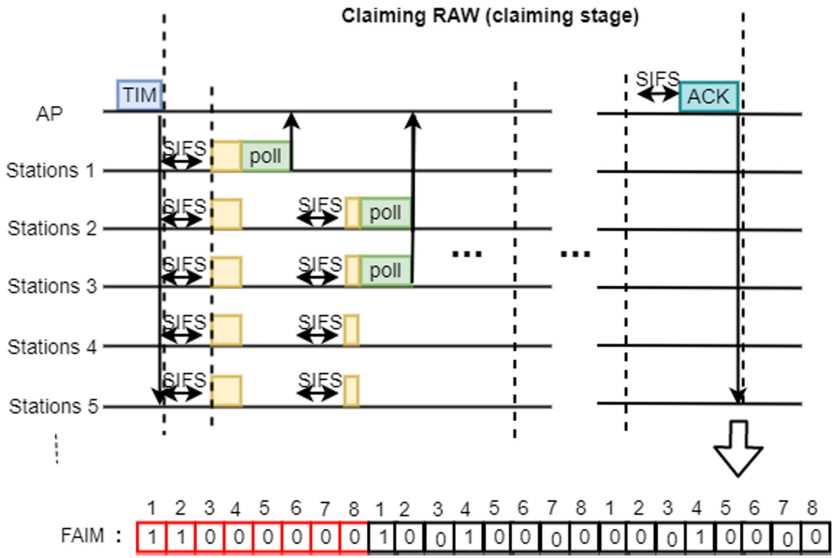 Claiming RAW (claiming stage)
TIM
SIFS
ACK
AP
SIFS
poll
Stations 1
SIFS
SIFS
poll
Stations 2
SIFS
SIFS
poll
...
...
Stations 3
SIFS
SIFS
Stations 4
SIFS
SIFS
Stations 5
1 2 3 4 5 6 7 8 1 2 3 4 5 6 7 8 1 2 3 4 5 6 7 8
FAIM : 1 1 0 0 0 0 0 0 1 0 0 1 0 0 0 0 0 0 0 1 0 0 0 0